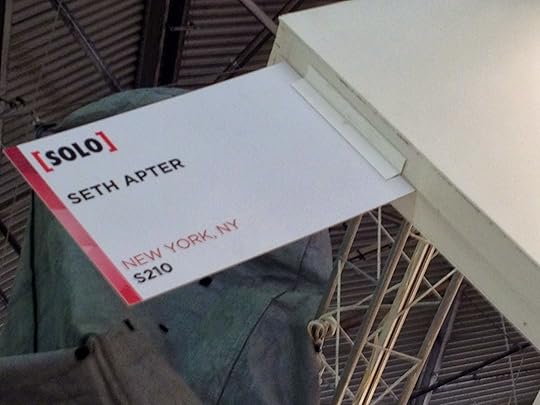 [SOLO]
SETH APTER
NEW YORK, NY
S210